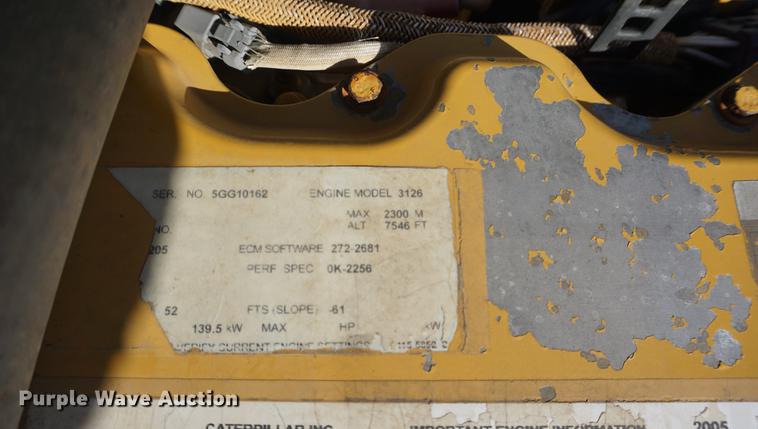 SER. NO. 5GG10162 ENGINE MODEL 3126
MAX 2300 M
NO. ALT 7546 FT
205 ECM SOFTWARE 272-2681
PERF SPEC 0K-2256
52 FTS (SLOPE) -61
139.5 kW MAX HP kW
VERIFY CURRENT ENGINE SETTINGS
Purple Wave Auction
CATERPILLAR INC. IMPORTANT ENGINE INFORMATION 2005